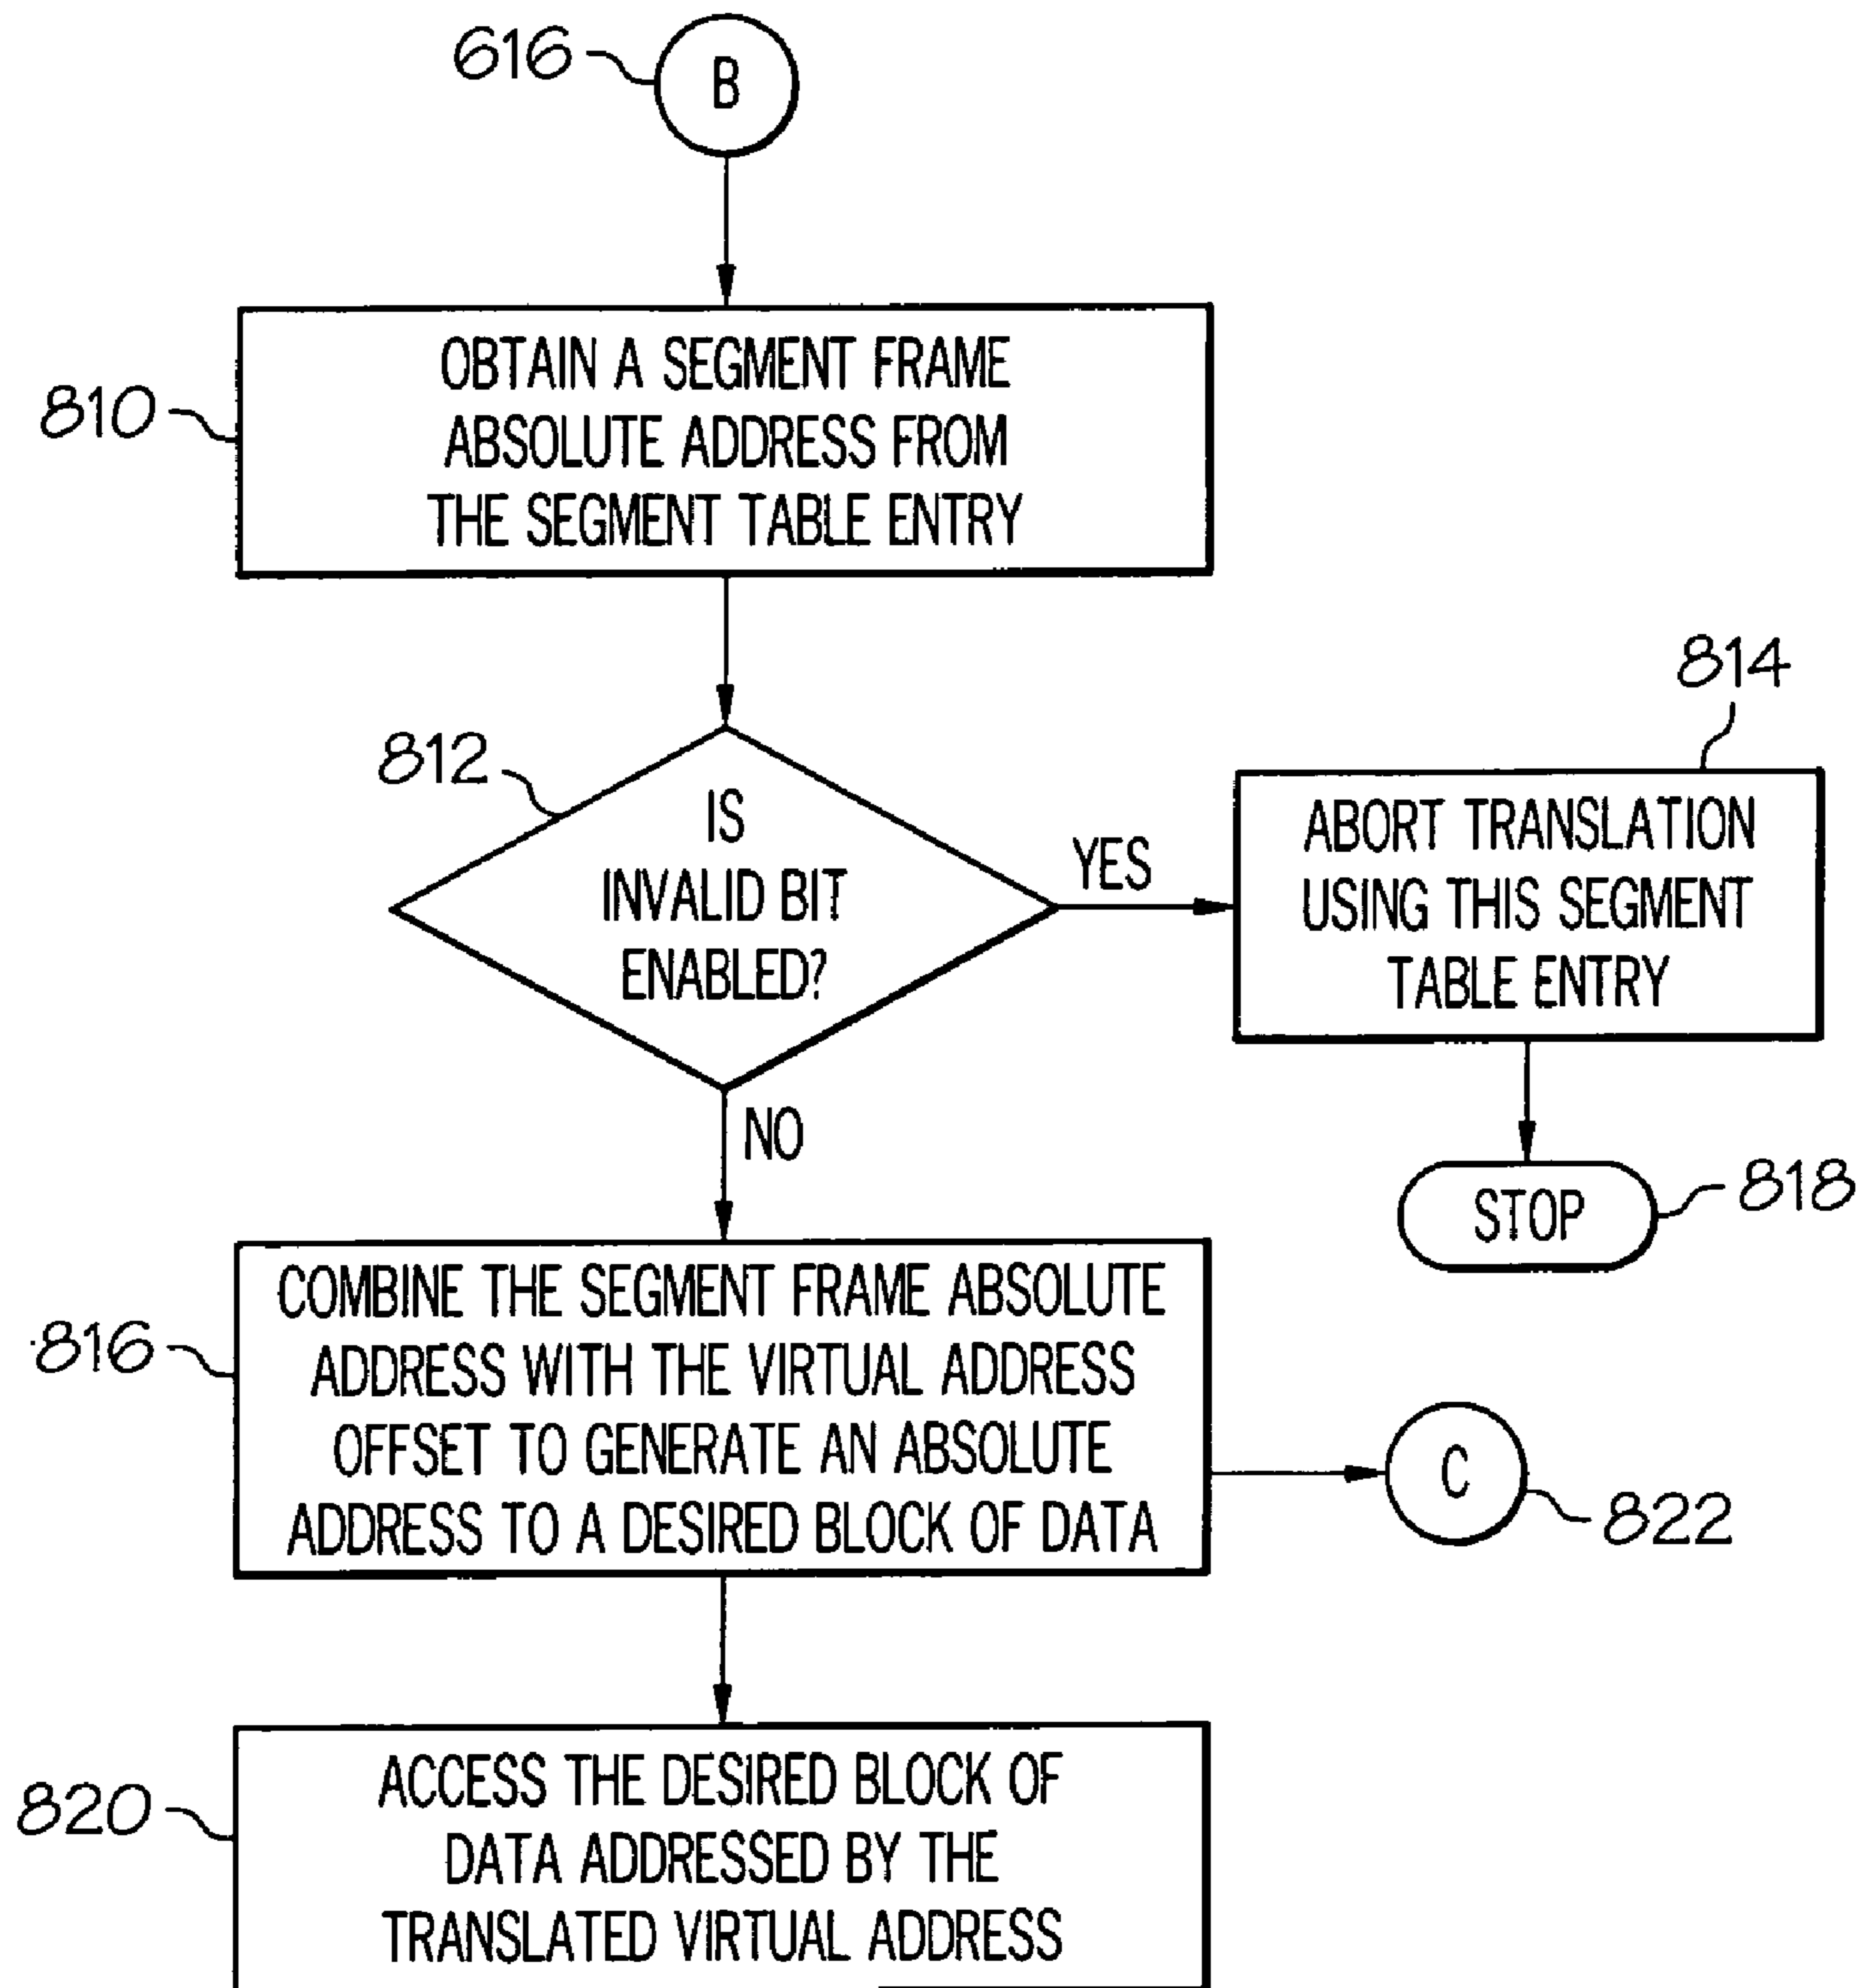 616
B
810
OBTAIN A SEGMENT FRAME
ABSOLUTE ADDRESS FROM
THE SEGMENT TABLE ENTRY
812
IS
INVALID BIT
ENABLED?
YES
814
ABORT TRANSLATION
USING THIS SEGMENT
TABLE ENTRY
STOP
818
NO
816
COMBINE THE SEGMENT FRAME ABSOLUTE
ADDRESS WITH THE VIRTUAL ADDRESS
OFFSET TO GENERATE AN ABSOLUTE
ADDRESS TO A DESIRED BLOCK OF DATA
C
822
820
ACCESS THE DESIRED BLOCK OF
DATA ADDRESSED BY THE
TRANSLATED VIRTUAL ADDRESS